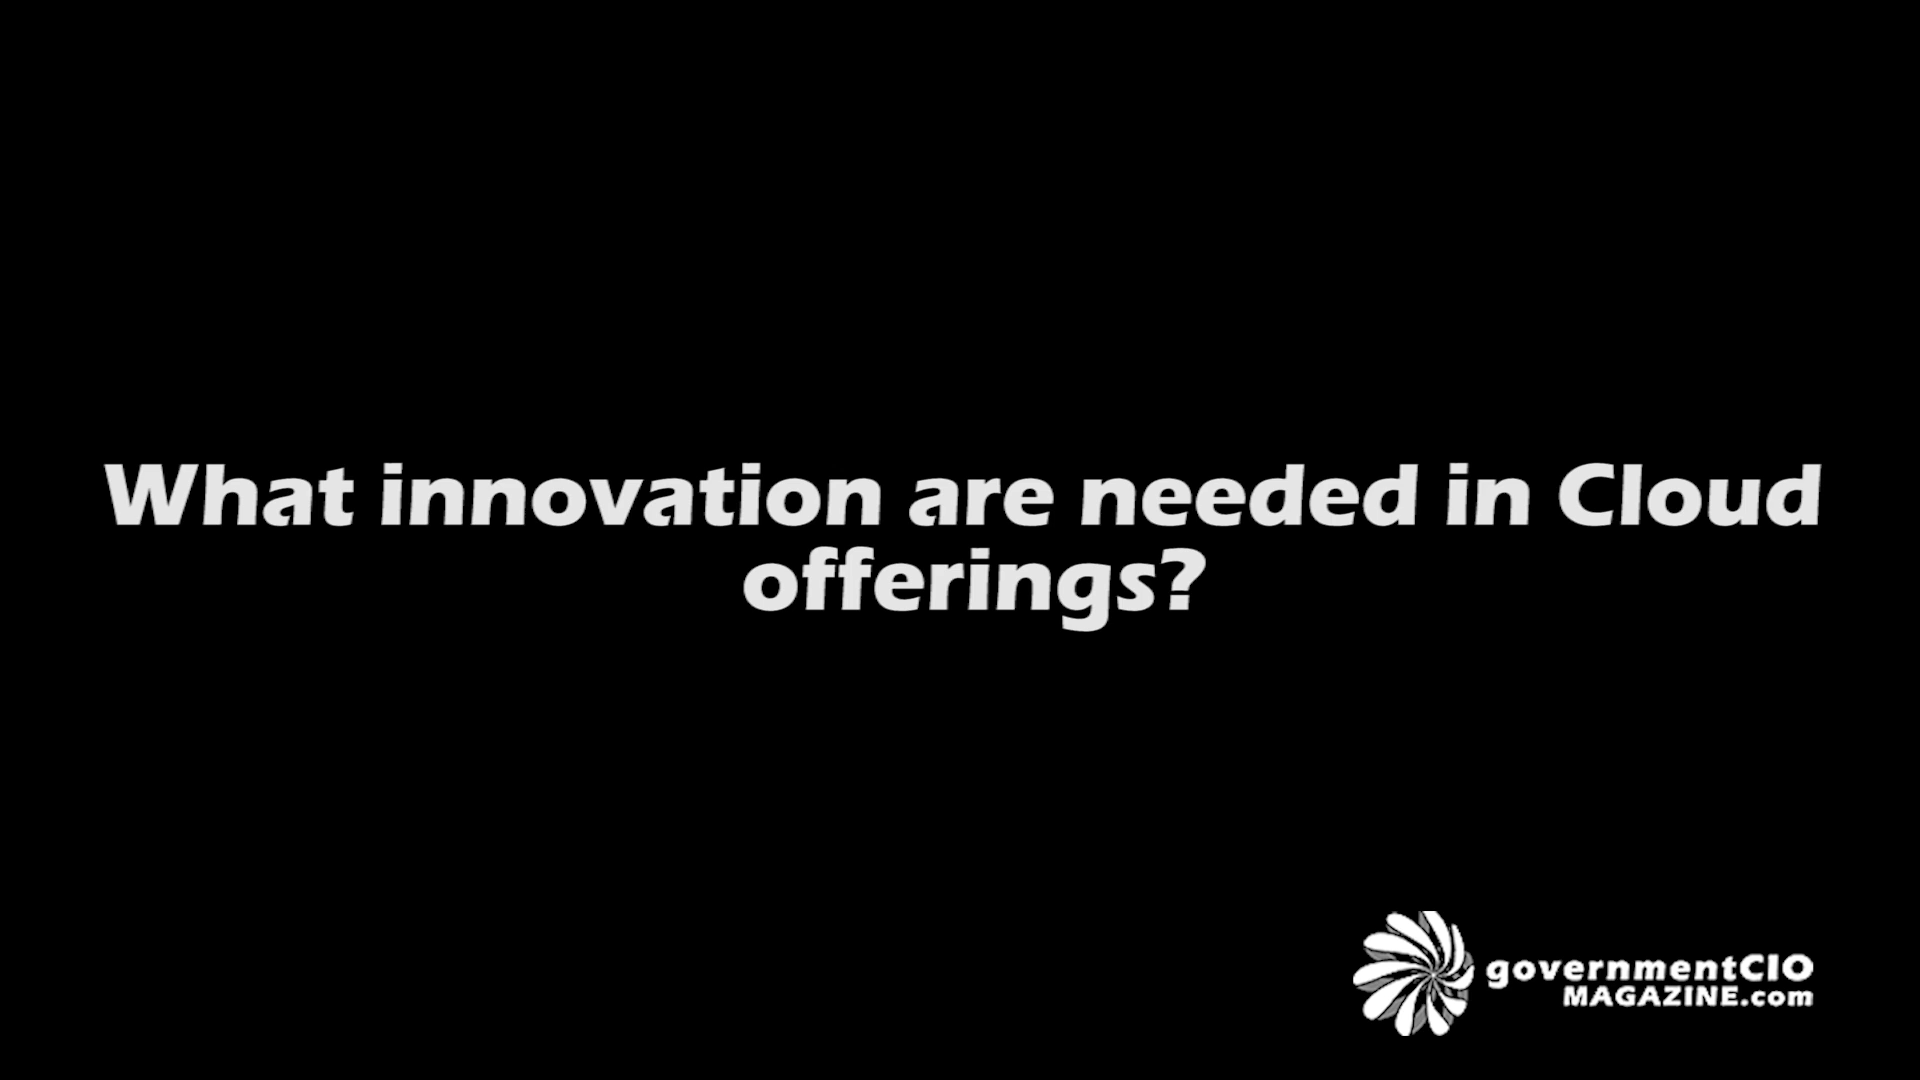 What innovation are needed in Cloud
offerings?
governmentCIO
MAGAZINE.com